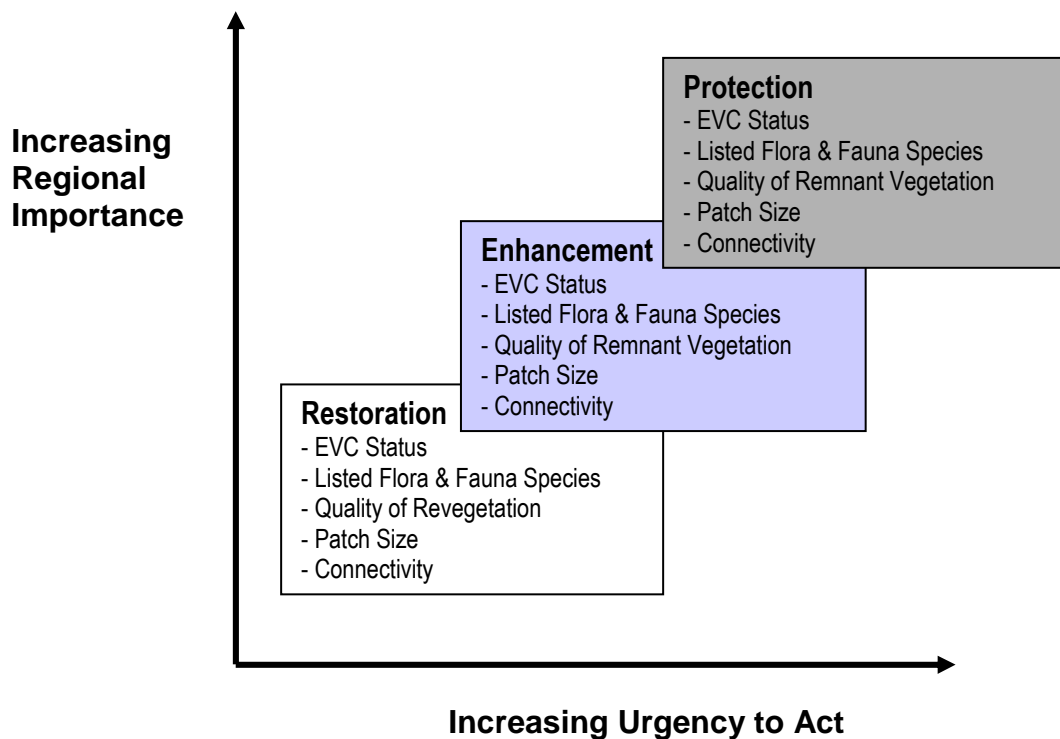 Increasing
Regional
Importance
Protection
- EVC Status
- Listed Flora & Fauna Species
- Quality of Remnant Vegetation
- Patch Size
- Connectivity
Enhancement
- EVC Status
- Listed Flora & Fauna Species
- Quality of Remnant Vegetation
- Patch Size
- Connectivity
Restoration
- EVC Status
- Listed Flora & Fauna Species
- Quality of Revegetation
- Patch Size
- Connectivity
Increasing Urgency to Act